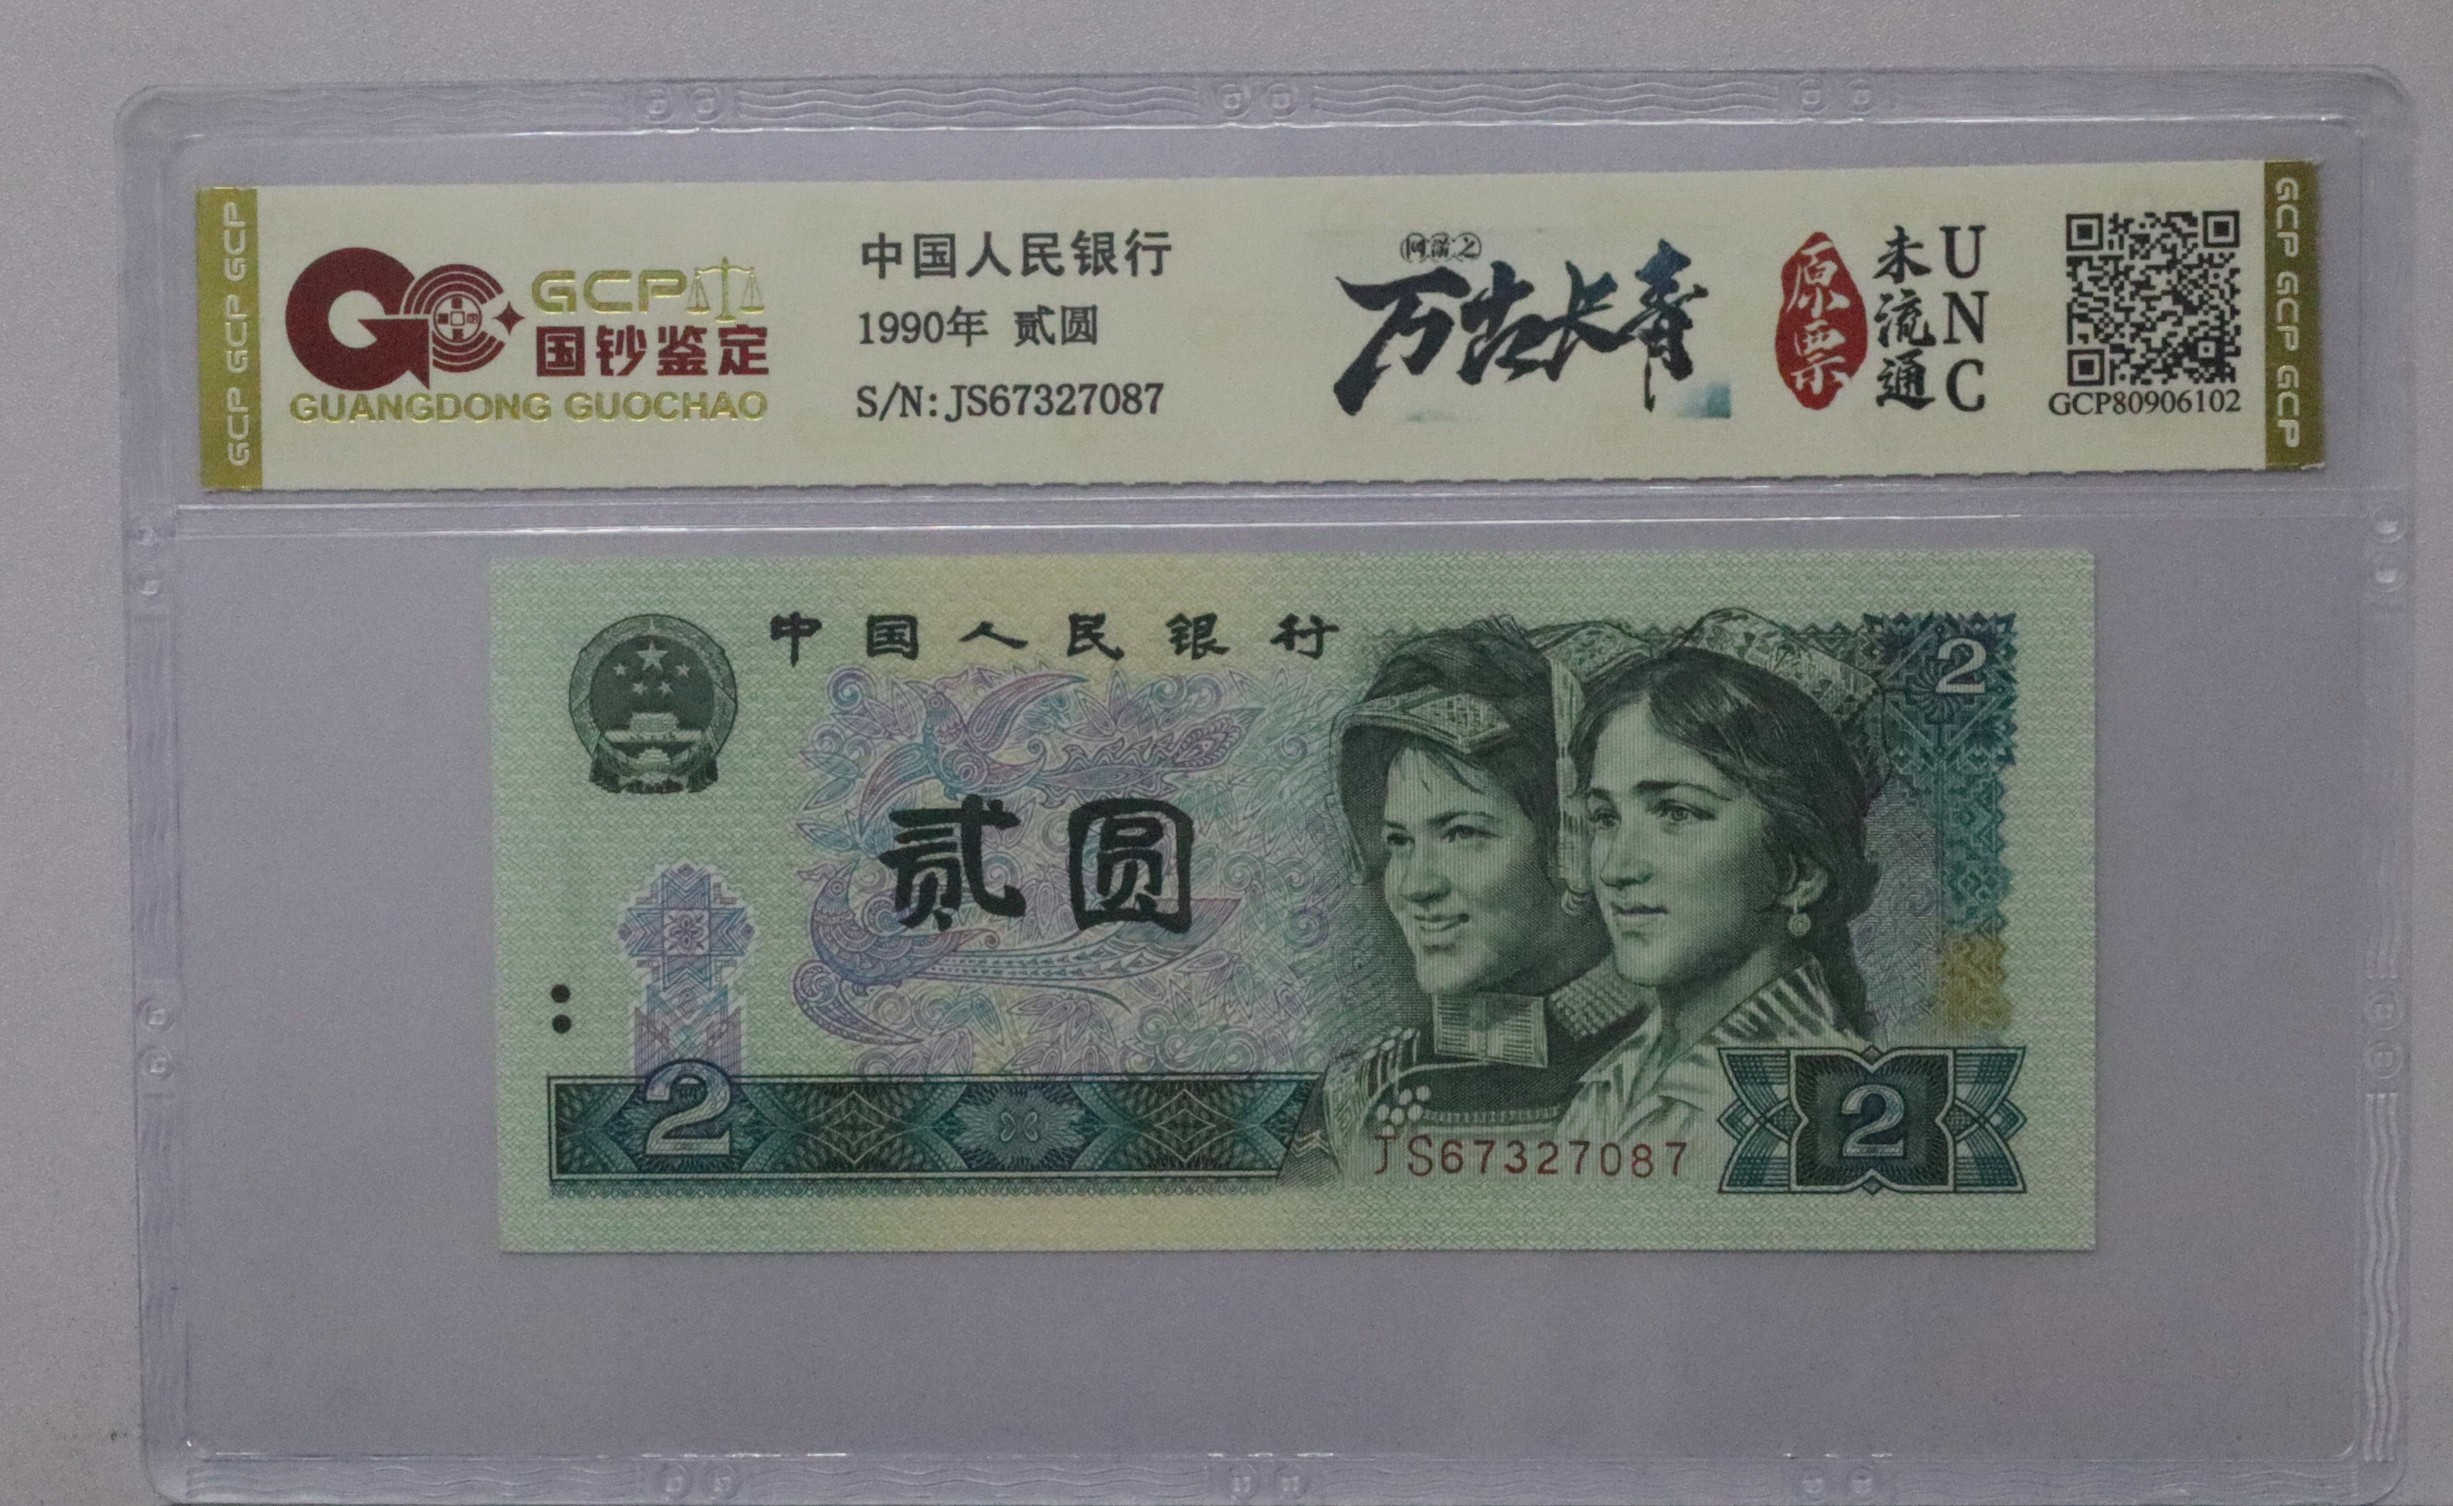 GCP GCP GCP
GCP
国钞鉴定
GUANGDONG GUOCHAO
中国人民银行
1990年 贰圆
S/N: JS67327087
万古长青
原票
未流通
UNC
GCP80906102
GCP GCP GCP
中国人民银行
2
贰圆
2
JS67327087
2